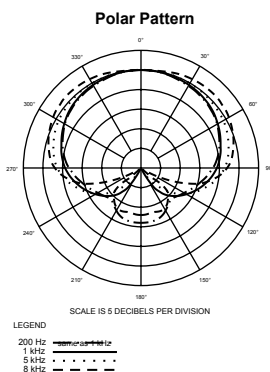 Polar Pattern
0°
330° 30°
300° 60°
270° 90
240° 120°
210° 150°
180°
SCALE IS 5 DECIBELS PER DIVISION
LEGEND
200 Hz same as 1 kHz
1 kHz
5 kHz
8 kHz